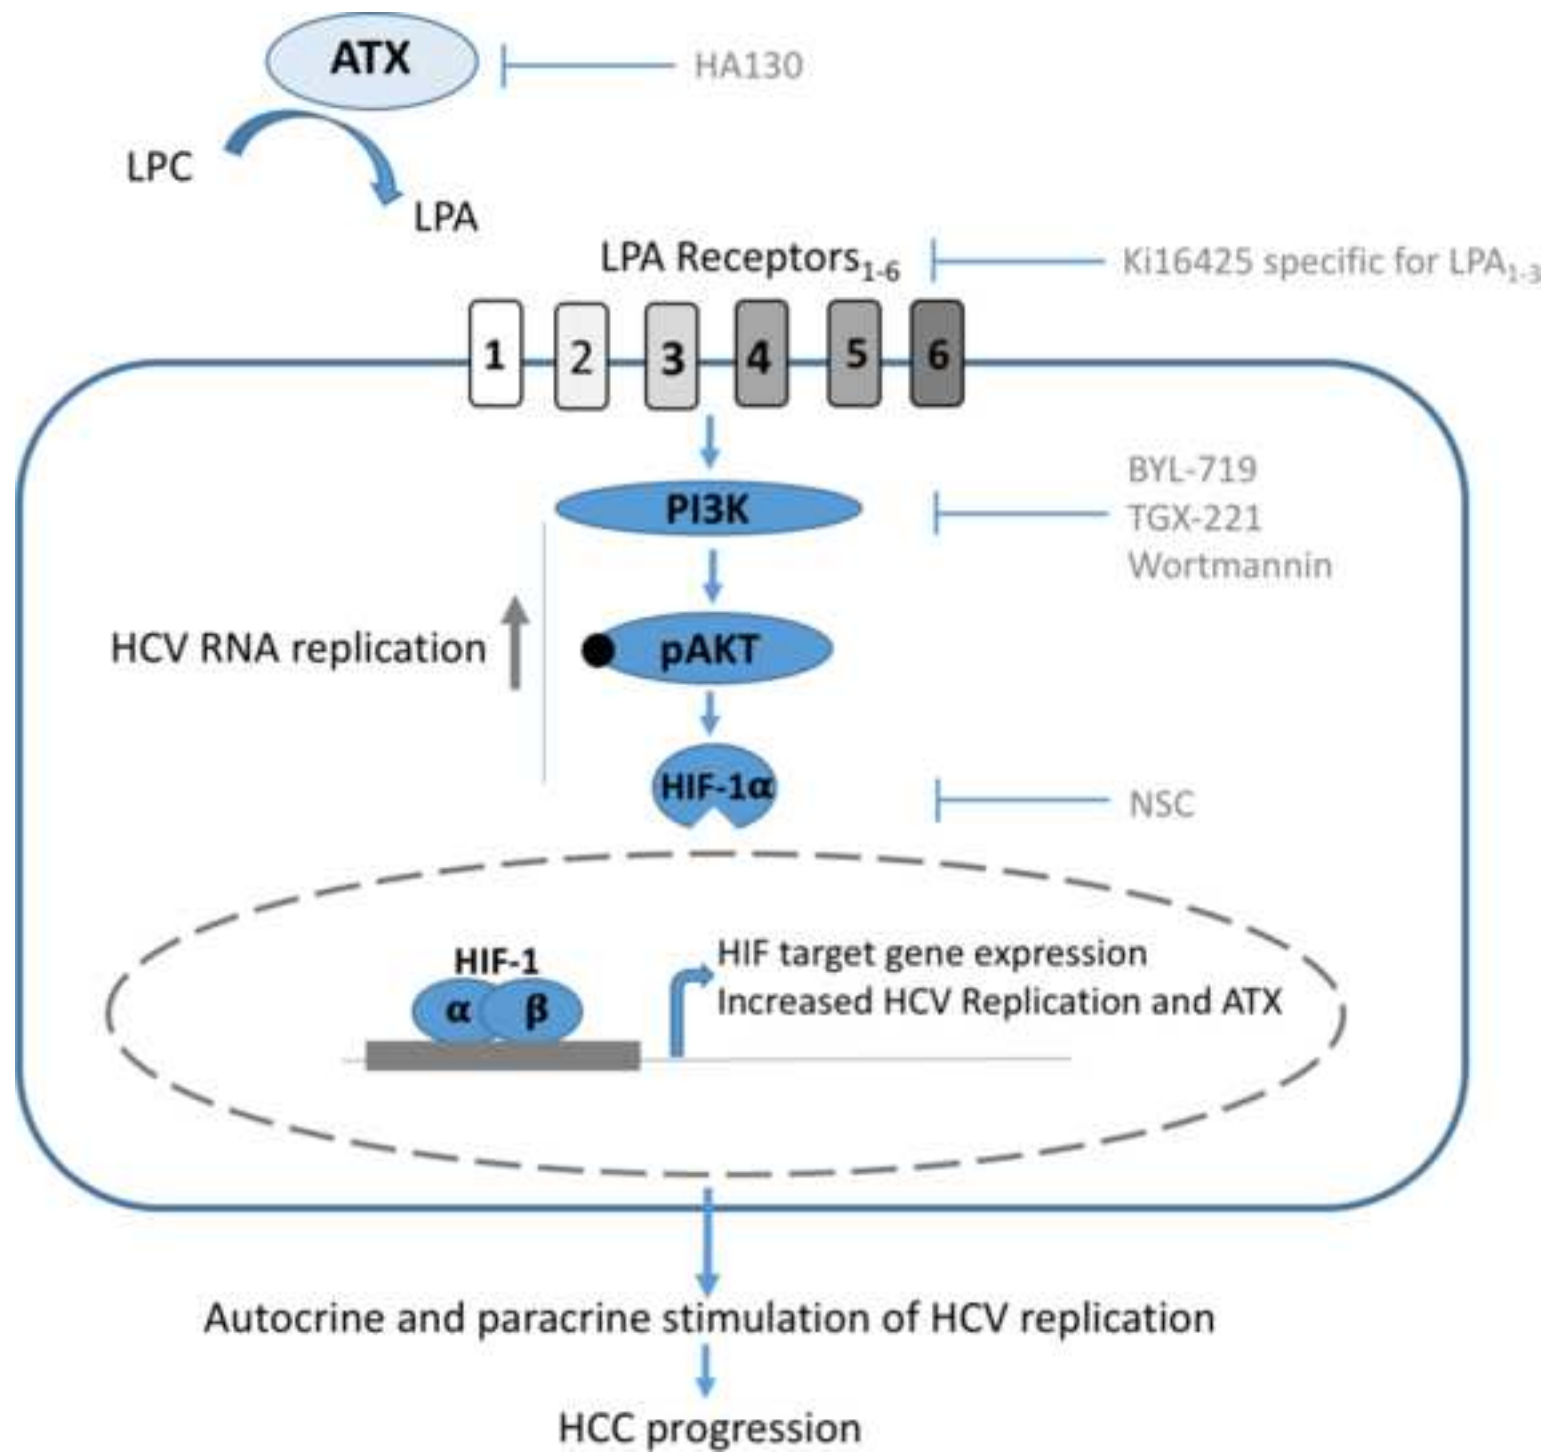 ATX
HA130
LPC
LPA
LPA Receptors1-6
Ki16425 specific for LPA1-3
1 2 3 4 5 6
PI3K
BYL-719
TGX-221
Wortmannin
HCV RNA replication
pAKT
HIF-1α
NSC
HIF-1
α β
HIF target gene expression
Increased HCV Replication and ATX
Autocrine and paracrine stimulation of HCV replication
HCC progression